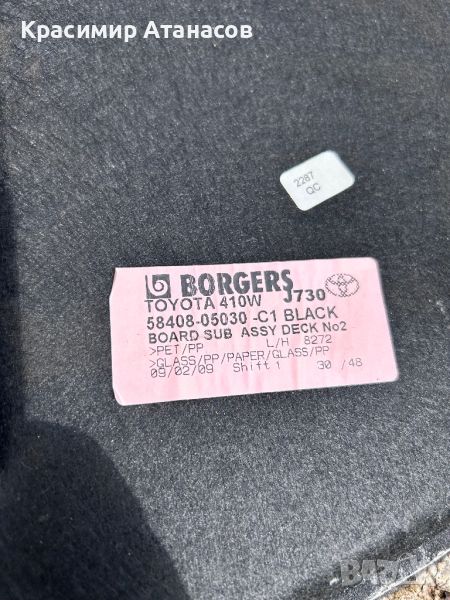 Красимир Атанасов
2287
QC
BORGERS
TOYOTA 410W J730
58408-05030 -C1 BLACK
BOARD SUB ASSY DECK No2
>PET/PP L/H 8272
>GLASS/PP/PAPER/GLASS/PP
09/02/09 Shift 1 30 /48